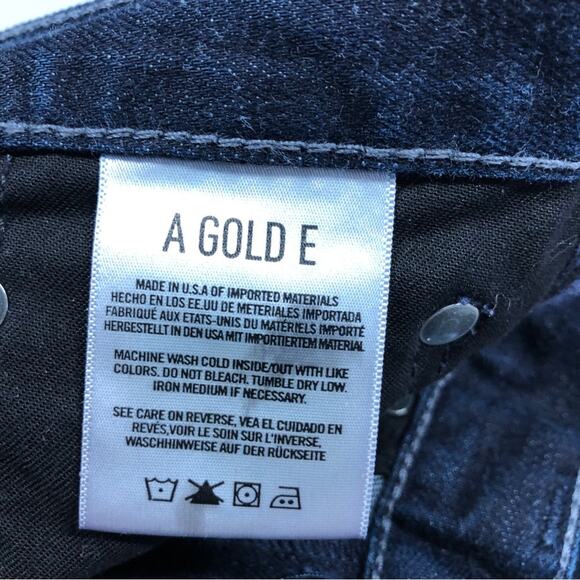 A GOLD E
MADE IN U.S.A OF IMPORTED MATERIALS
HECHO EN LOS EE.UU DE METERIALES IMPORTADA
FABRIQUÉ AUX ETATS-UNIS DU MATÉRIELS IMPORTÉ
HERGESTELLT IN DEN USA MIT IMPORTIERTEM MATERIAL
MACHINE WASH COLD INSIDE/OUT WITH LIKE
COLORS. DO NOT BLEACH. TUMBLE DRY LOW.
IRON MEDIUM IF NECESSARY.
SEE CARE ON REVERSE, VEA EL CUIDADO EN
REVÉS,VOIR LE SOIN SUR L'INVERSE,
WASCHHINWEISE AUF DER RÜCKSEITE